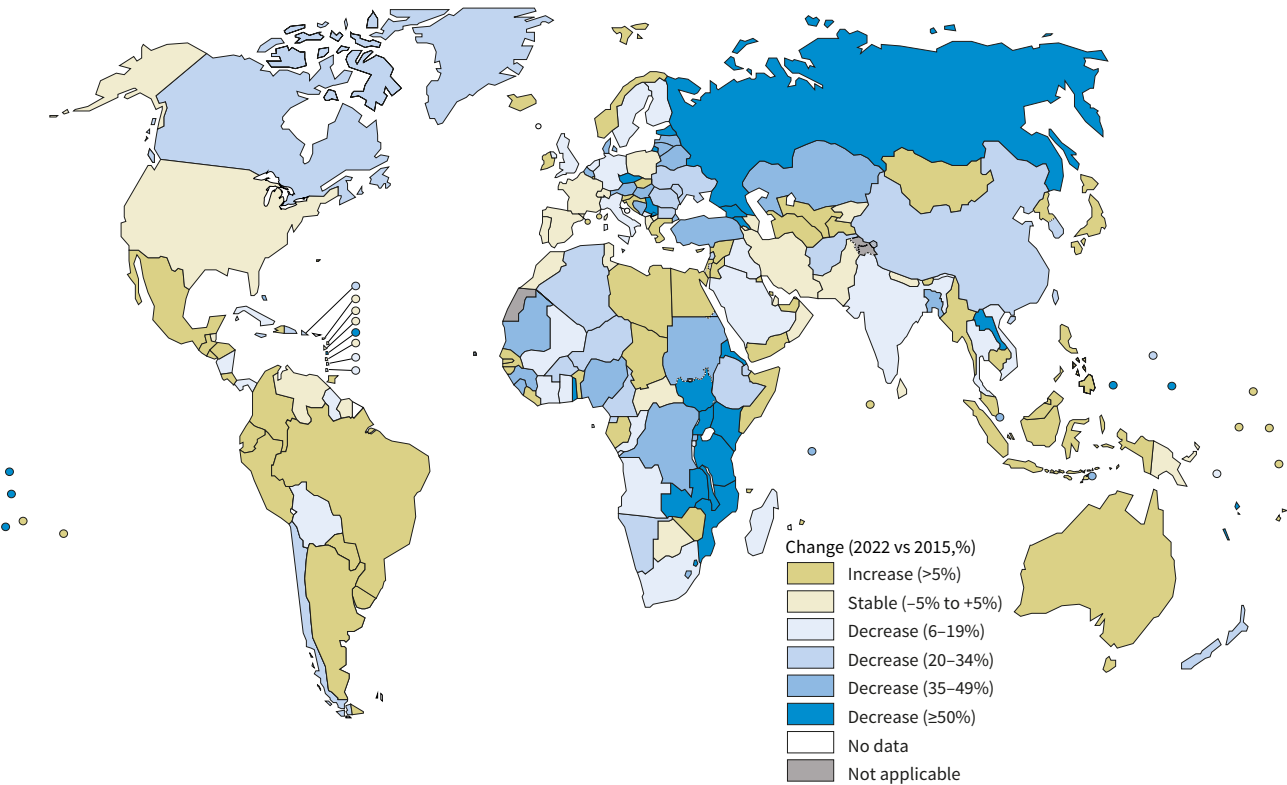 Change (2022 vs 2015,%)
Increase (>5%)
Stable (–5% to +5%)
Decrease (6–19%)
Decrease (20–34%)
Decrease (35–49%)
Decrease (≥50%)
No data
Not applicable